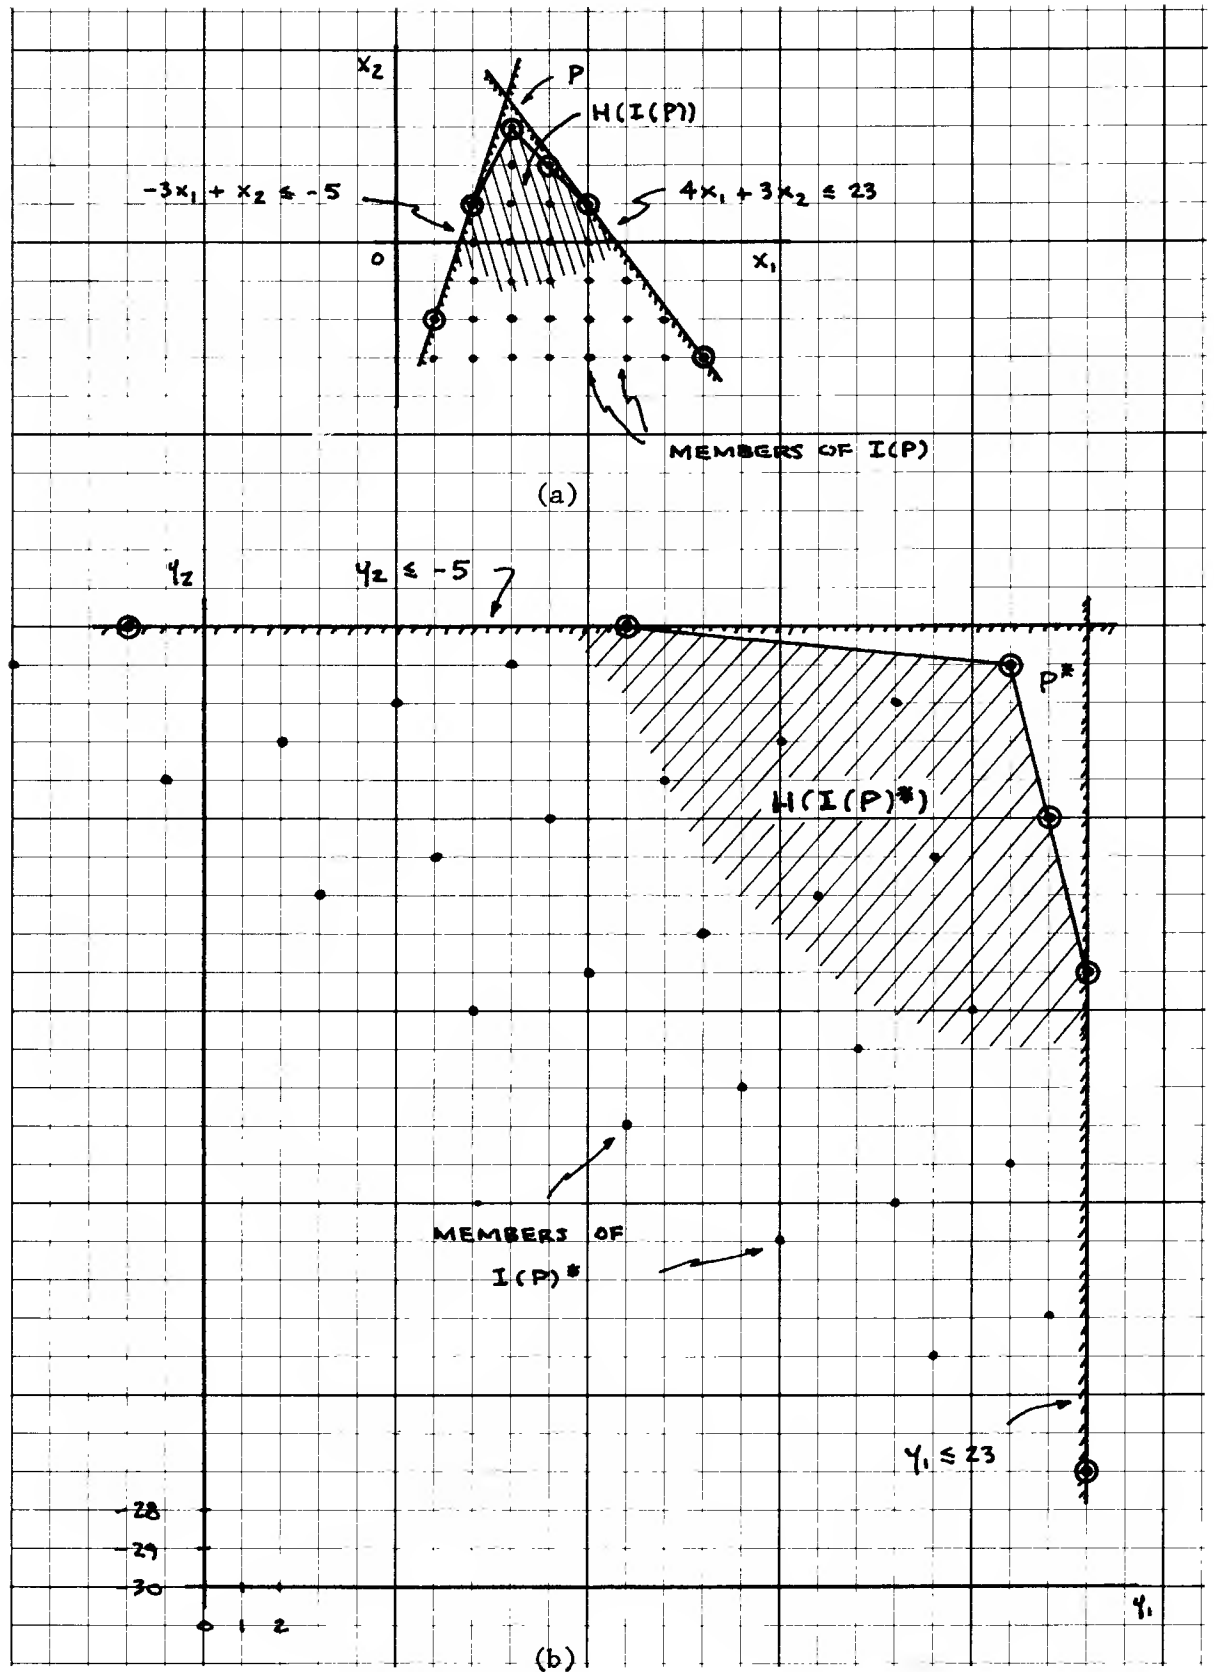 x₂
P
H(I(P))
-3x₁ + x₂ ≤ -5
4x₁ + 3x₂ ≤ 23
0
x₁
MEMBERS OF I(P)
(a)
y₂
y₂ ≤ -5
P*
H(I(P)*)
MEMBERS OF
I(P)*
y₁ ≤ 23
-28
-29
-30
0 1 2
y₁
(b)